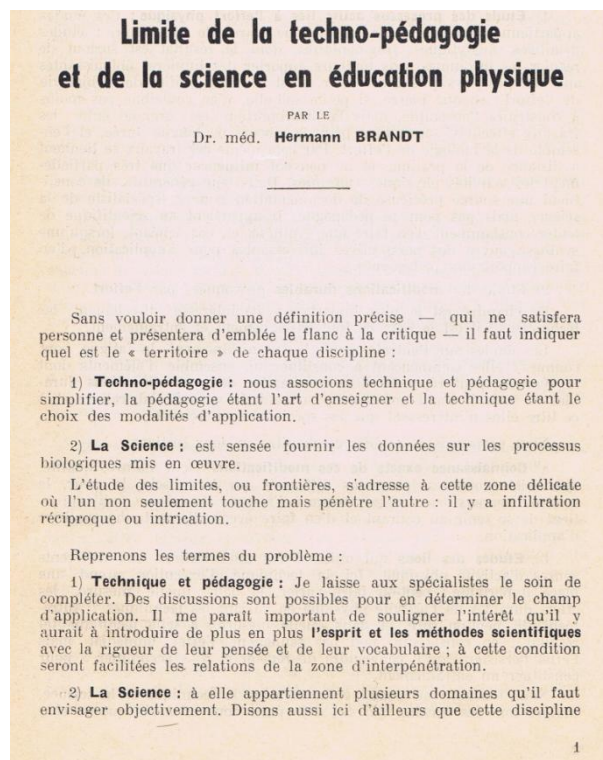 Limite de la techno-pédagogie
et de la science en éducation physique
PAR LE
Dr. méd. Hermann BRANDT
Sans vouloir donner une définition précise — qui ne satisfera
personne et présentera d'emblée le flanc à la critique — il faut indiquer
quel est le « territoire » de chaque discipline :
1) Techno-pédagogie : nous associons technique et pédagogie pour
simplifier, la pédagogie étant l'art d'enseigner et la technique étant le
choix des modalités d'application.
2) La Science : est sensée fournir les données sur les processus
biologiques mis en œuvre.
L'étude des limites, ou frontières, s'adresse à cette zone délicate
où l'un non seulement touche mais pénètre l'autre : il y a infiltration
réciproque ou intrication.
Reprenons les termes du problème :
1) Technique et pédagogie : Je laisse aux spécialistes le soin de
compléter. Des discussions sont possibles pour en déterminer le champ
d'application. Il me paraît important de souligner l'intérêt qu'il y
aurait à introduire de plus en plus l'esprit et les méthodes scientifiques
avec la rigueur de leur pensée et de leur vocabulaire ; à cette condition
seront facilitées les relations de la zone d'interpénétration.
2) La Science : à elle appartiennent plusieurs domaines qu'il faut
envisager objectivement. Disons aussi ici d'ailleurs que cette discipline
1